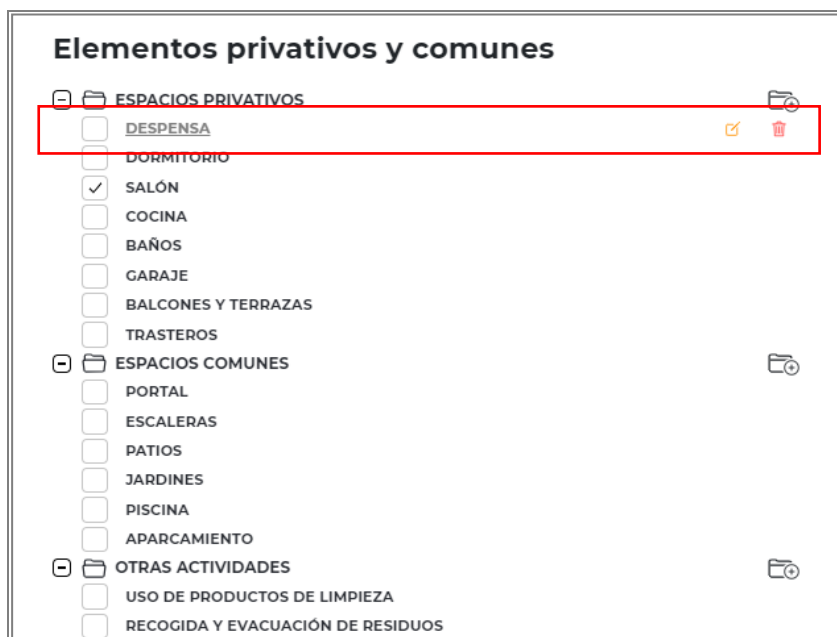 Elementos privativos y comunes
ESPACIOS PRIVATIVOS
DESPENSA
DORMITORIO
SALÓN
COCINA
BAÑOS
GARAJE
BALCONES Y TERRAZAS
TRASTEROS
ESPACIOS COMUNES
PORTAL
ESCALERAS
PATIOS
JARDINES
PISCINA
APARCAMIENTO
OTRAS ACTIVIDADES
USO DE PRODUCTOS DE LIMPIEZA
RECOGIDA Y EVACUACIÓN DE RESIDUOS